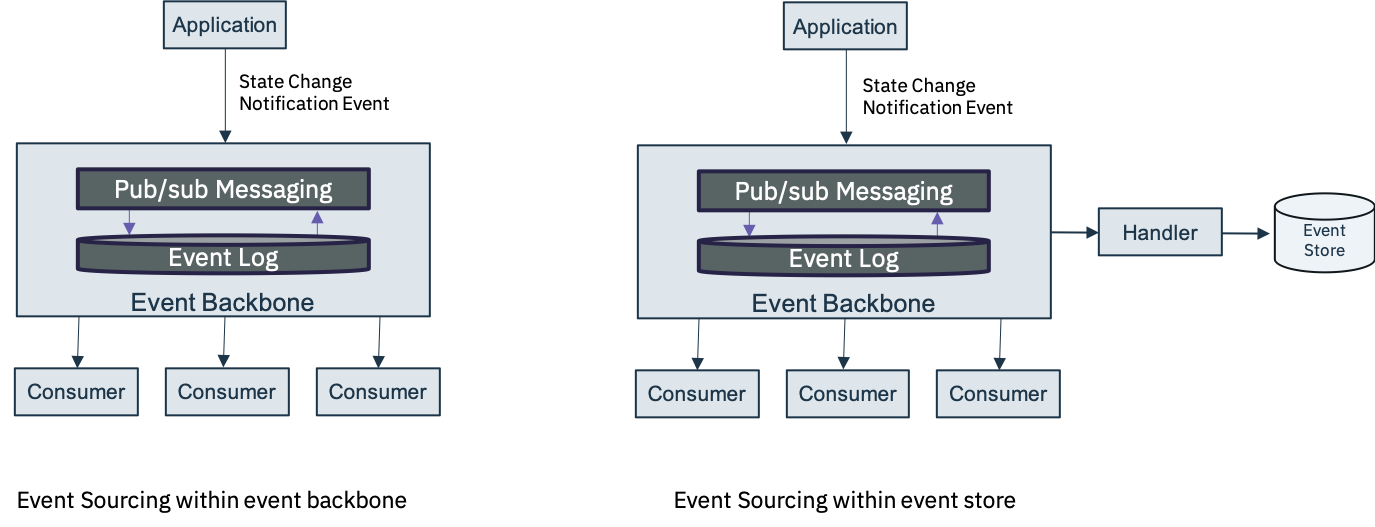 Application
State Change
Notification Event
Pub/sub Messaging
Event Log
Event Backbone
Consumer
Consumer
Consumer
Event Sourcing within event backbone
Application
State Change
Notification Event
Pub/sub Messaging
Event Log
Event Backbone
Handler
Event
Store
Consumer
Consumer
Consumer
Event Sourcing within event store